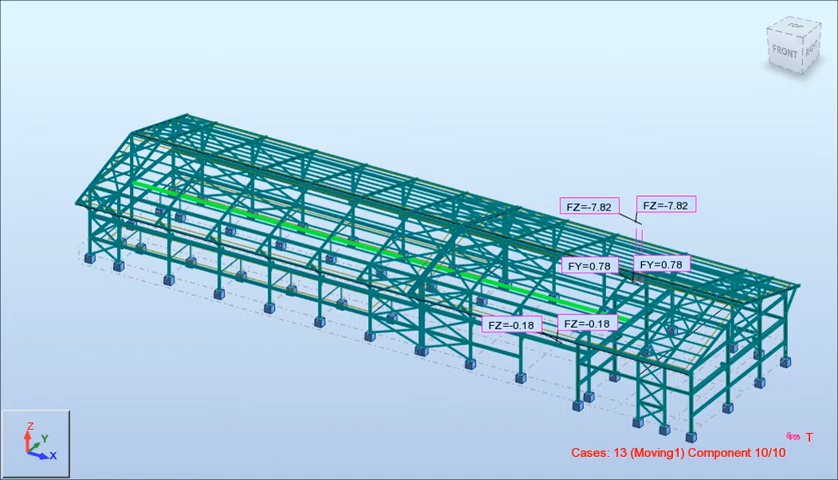 TOP
FRONT
FZ=-7.82
FZ=-7.82
FY=0.78
FY=0.78
FZ=-0.18
FZ=-0.18
Z
Y
X
T
Cases: 13 (Moving1) Component 10/10